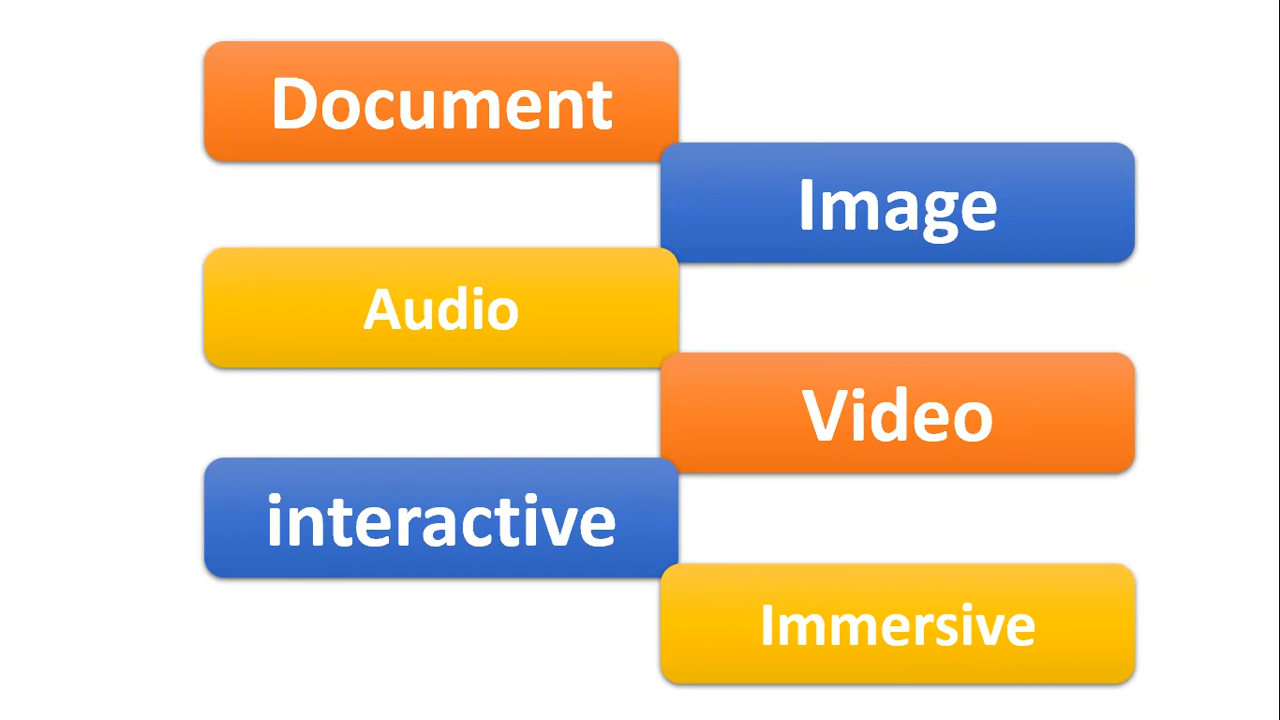 Document
Image
Audio
Video
interactive
Immersive